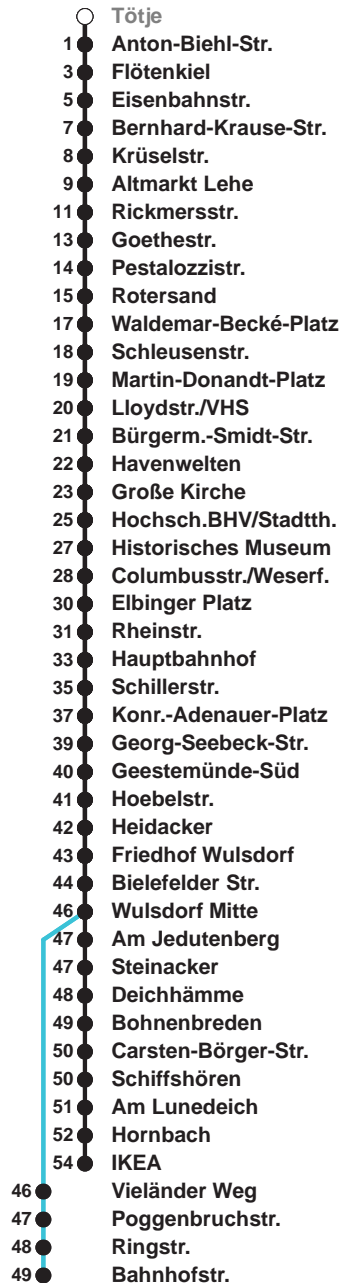 Tötje
1 Anton-Biehl-Str.
3 Flötenkiel
5 Eisenbahnstr.
7 Bernhard-Krause-Str.
8 Krüselstr.
9 Altmarkt Lehe
11 Rickmersstr.
13 Goethestr.
14 Pestalozzistr.
15 Rotersand
17 Waldemar-Becké-Platz
18 Schleusenstr.
19 Martin-Donandt-Platz
20 Lloydstr./VHS
21 Bürgerm.-Smidt-Str.
22 Havenwelten
23 Große Kirche
25 Hochsch.BHV/Stadtth.
27 Historisches Museum
28 Columbusstr./Weserf.
30 Elbinger Platz
31 Rheinstr.
33 Hauptbahnhof
35 Schillerstr.
37 Konr.-Adenauer-Platz
39 Georg-Seebeck-Str.
40 Geestemünde-Süd
41 Hoebelstr.
42 Heidacker
43 Friedhof Wulsdorf
44 Bielefelder Str.
46 Wulsdorf Mitte
47 Am Jedutenberg
47 Steinacker
48 Deichhämme
49 Bohnenbreden
50 Carsten-Börger-Str.
50 Schiffshören
51 Am Lunedeich
52 Hornbach
54 IKEA
46 Vieländer Weg
47 Poggenbruchstr.
48 Ringstr.
49 Bahnhofstr.